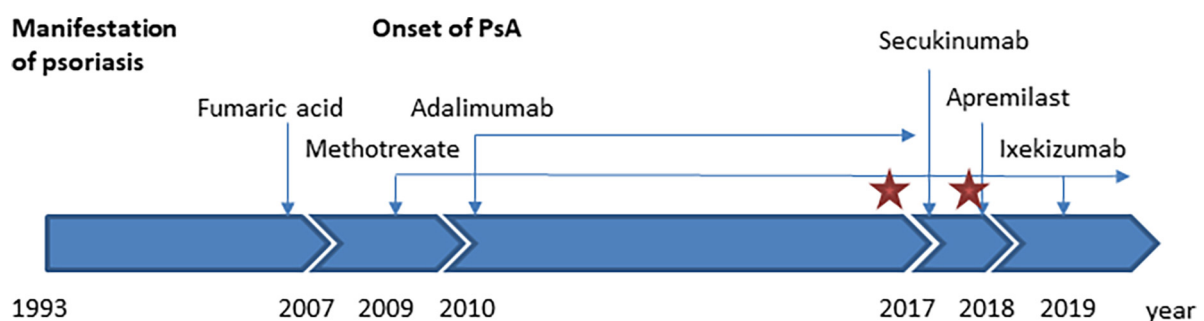 Manifestation
of psoriasis
Onset of PsA
Secukinumab
Fumaric acid
Adalimumab
Apremilast
Methotrexate
Ixekizumab
1993
2007
2009
2010
2017
2018
2019
year